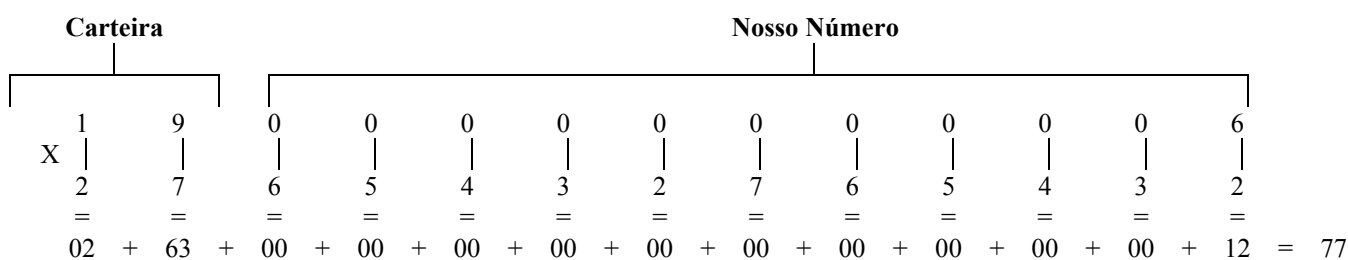 Carteira Nosso Número
1 9 0 0 0 0 0 0 0 0 0 0 6
X
2 7 6 5 4 3 2 7 6 5 4 3 2
= = = = = = = = = = = = =
02 + 63 + 00 + 00 + 00 + 00 + 00 + 00 + 00 + 00 + 00 + 00 + 12 = 77